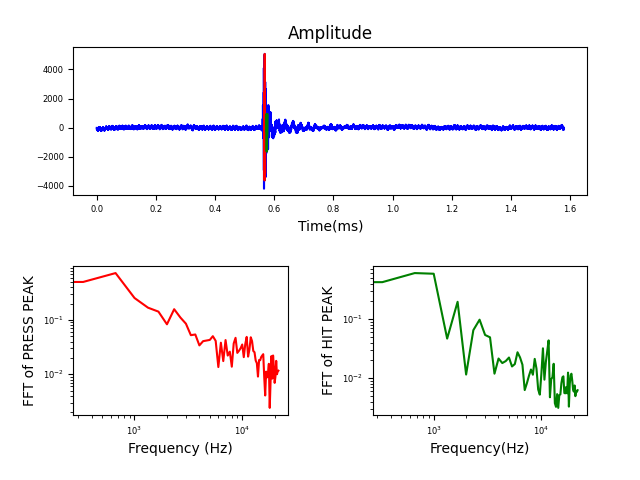 Amplitude
4000
2000
0
−2000
−4000
0.0 0.2 0.4 0.6 0.8 1.0 1.2 1.4 1.6
Time(ms)
FFT of PRESS PEAK
10⁻¹
10⁻²
10³ 10⁴
Frequency (Hz)
FFT of HIT PEAK
10⁻¹
10⁻²
10³ 10⁴
Frequency(Hz)